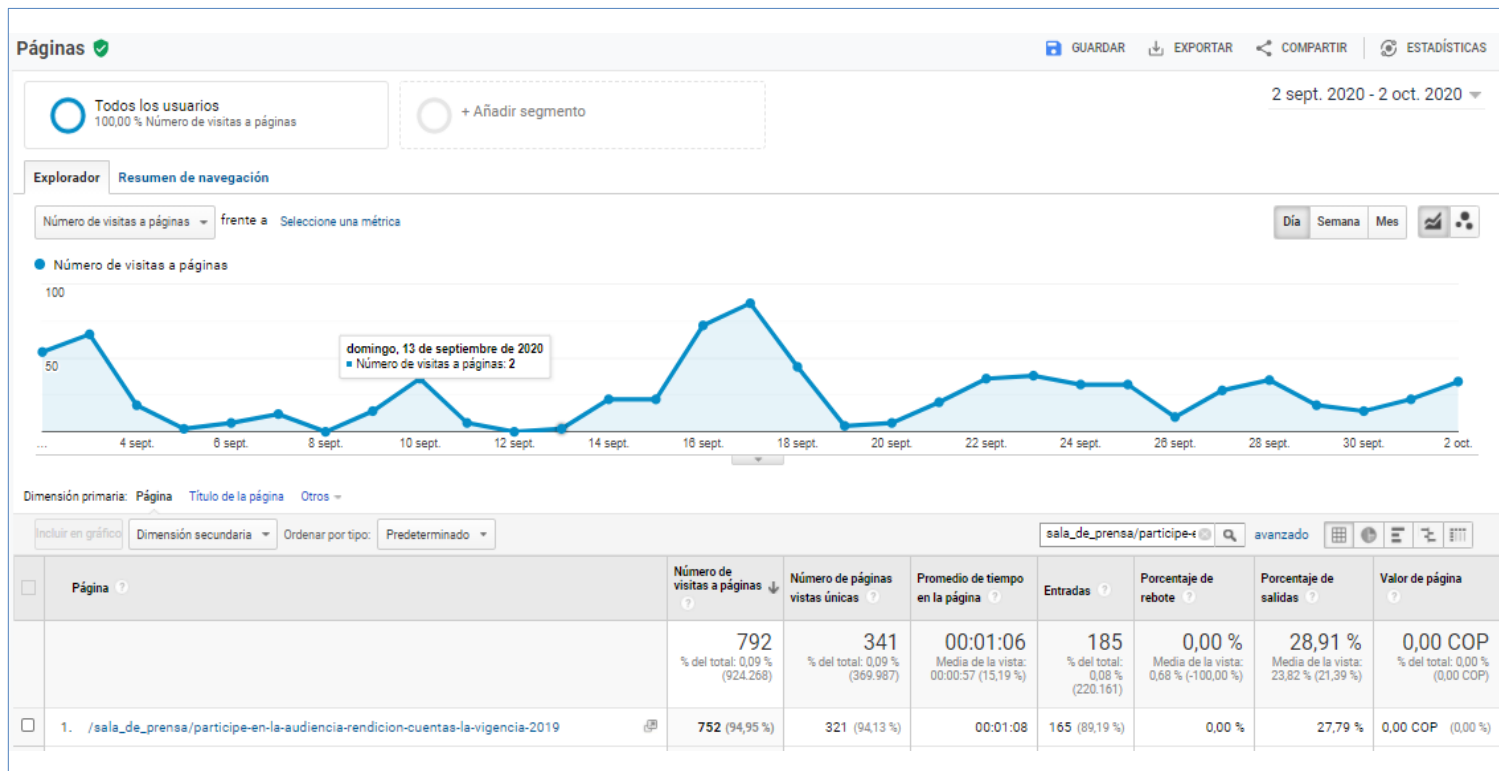 Páginas
GUARDAR EXPORTAR COMPARTIR ESTADÍSTICAS
Todos los usuarios
100,00 % Número de visitas a páginas
+ Añadir segmento
2 sept. 2020 - 2 oct. 2020
Explorador Resumen de navegación
Número de visitas a páginas frente a Seleccione una métrica
Día Semana Mes
Número de visitas a páginas
100
50
domingo, 13 de septiembre de 2020
Número de visitas a páginas: 2
... 4 sept. 6 sept. 8 sept. 10 sept. 12 sept. 14 sept. 16 sept. 18 sept. 20 sept. 22 sept. 24 sept. 26 sept. 28 sept. 30 sept. 2 oct.
Dimensión primaria: Página Título de la página Otros
Incluir en gráfico Dimensión secundaria Ordenar por tipo: Predeterminado
sala_de_prensa/participe-e avanzado
Página ?
Número de
visitas a páginas
?
Número de páginas
vistas únicas ?
Promedio de tiempo
en la página ?
Entradas ?
Porcentaje de
rebote ?
Porcentaje de
salidas ?
Valor de página
?
792
% del total: 0,09 %
(924.268)
341
% del total: 0,09 %
(369.987)
00:01:06
Media de la vista:
00:00:57 (15,19 %)
185
% del total:
0,08 %
(220.161)
0,00 %
Media de la vista:
0,68 % (-100,00 %)
28,91 %
Media de la vista:
23,82 % (21,39 %)
0,00 COP
% del total: 0,00 %
(0,00 COP)
1. /sala_de_prensa/participe-en-la-audiencia-rendicion-cuentas-la-vigencia-2019 752 (94,95 %) 321 (94,13 %) 00:01:08 165 (89,19 %) 0,00 % 27,79 % 0,00 COP (0,00 %)